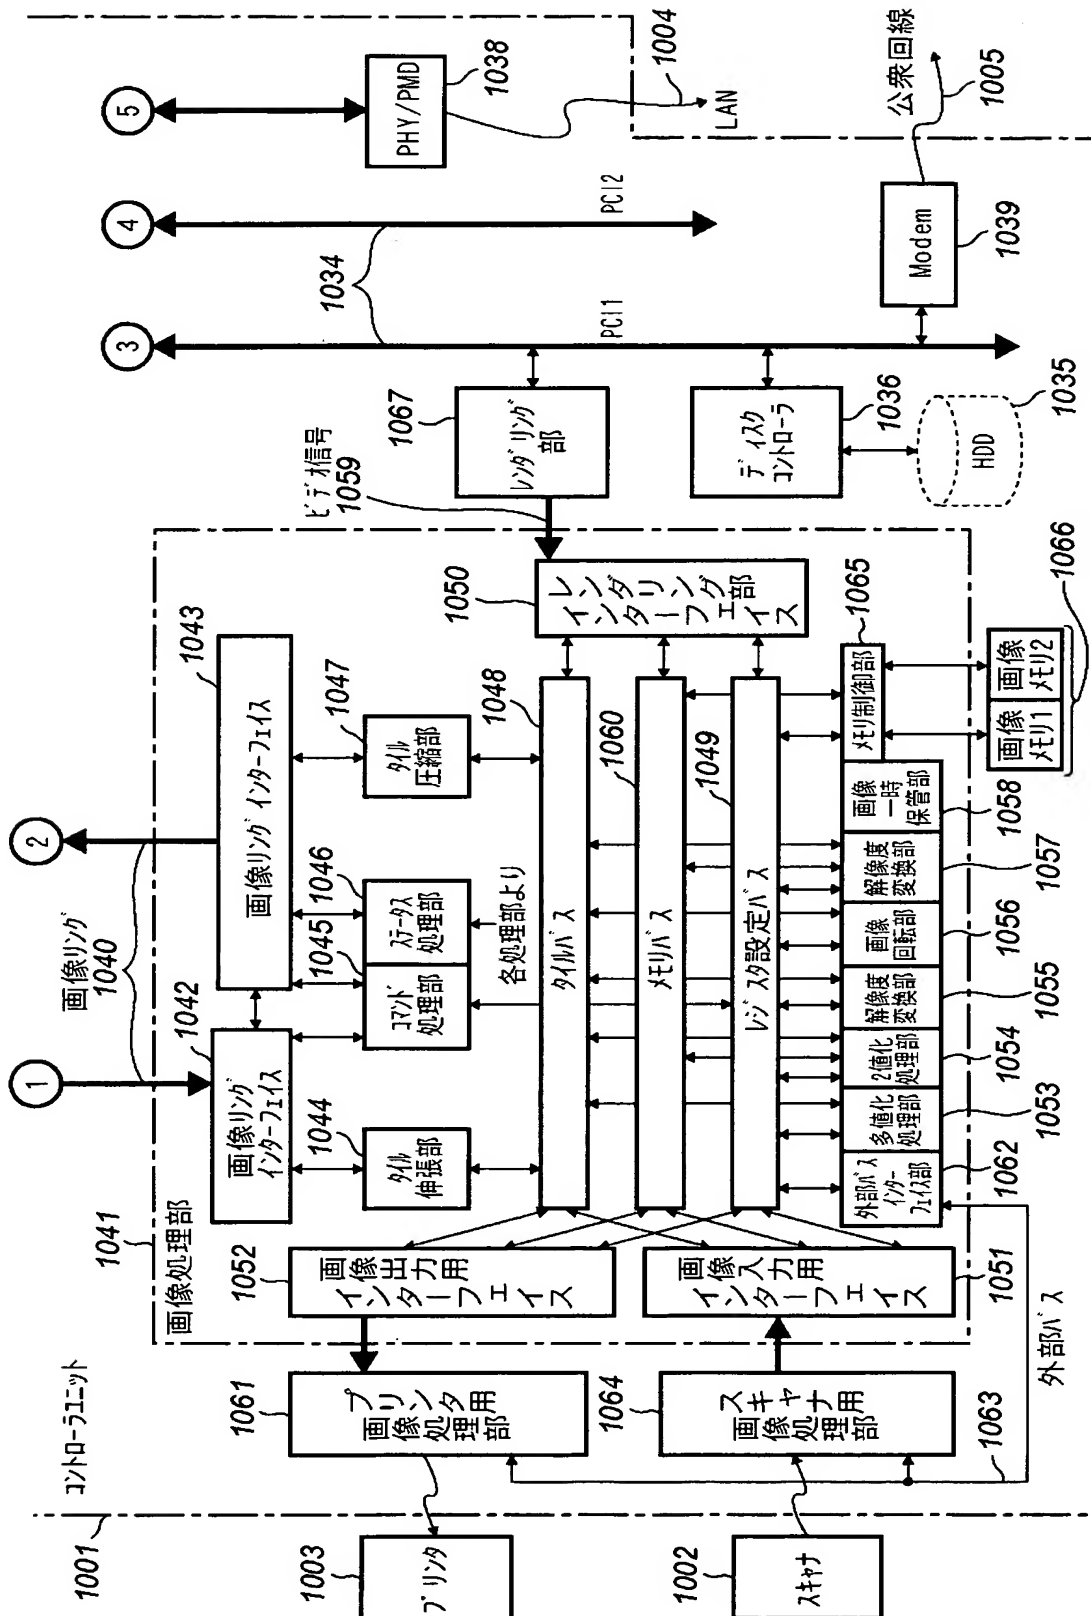 1001
コントローラユニット
1003
プリンタ
1002
スキャナ
1061
プリンタ用
画像処理用
部
1064
スキャナ用
画像処理用
部
1063
外部バス
1041
画像処理部
画像リング
1040
1
2
1042
画像リング
インターフェイス
1043
画像リング インターフェイス
1044
タイル
伸張部
1045
コマンド
処理部
1046
ステータス
処理部
1047
タイル
圧縮部
各処理部より
1052
画像出力用
インターフェイス
1051
画像入力用
インターフェイス
1048
タイルバス
1060
メモリバス
1049
レジスタ設定バス
1050
レンダリング部
インターフェイス
1062
外部バス
インター
フェイス部
1053
多値化
処理部
1054
2値化
処理部
1055
解像度
変換部
1056
画像
回転部
1057
解像度
変換部
1058
画像
一時
保管部
1065
メモリ制御部
画像
メモリ1
画像
メモリ2
1066
ビデオ信号
1059
1067
レンダリング
部
ディスク
コントローラ
1036
HDD
1035
3
4
5
1034
PCI1
PCI2
PHY/PMD
1038
1004
LAN
Modem
1039
公衆回線
1005